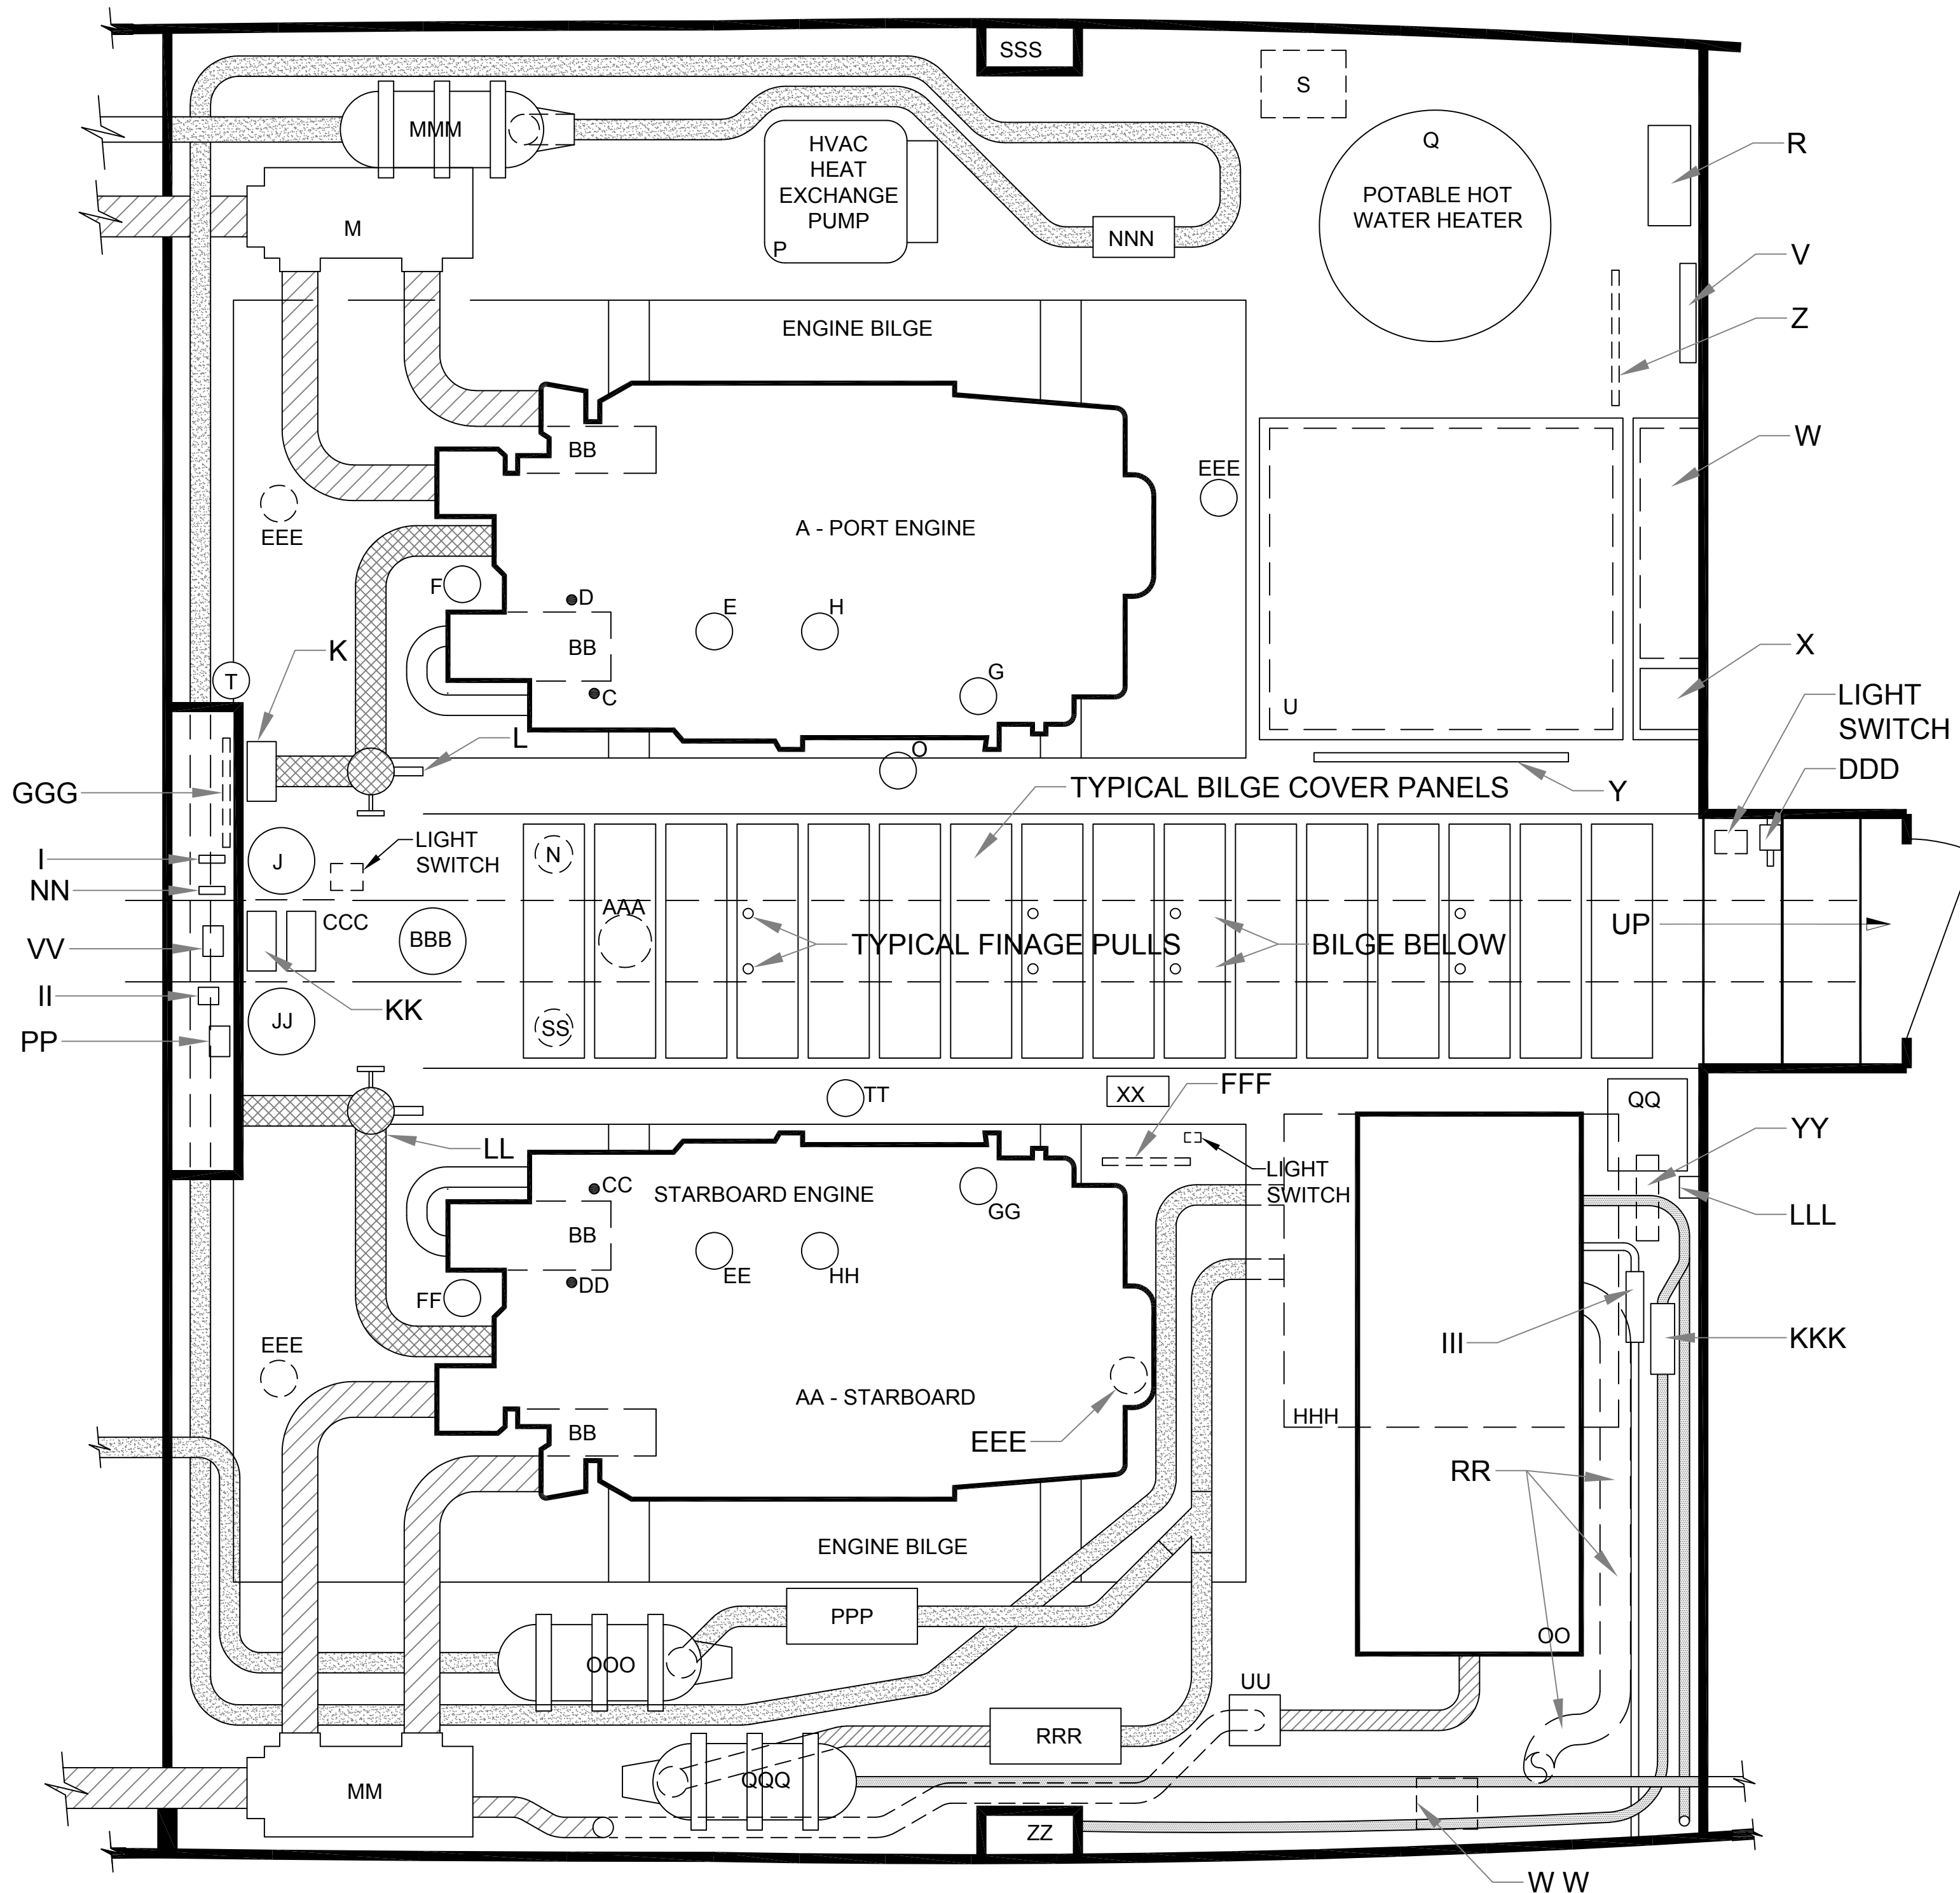 SSS
S
MMM
HVAC
HEAT
EXCHANGE
PUMP
P
Q
POTABLE HOT
WATER HEATER
R
M
NNN
V
Z
ENGINE BILGE
W
BB
EEE
A - PORT ENGINE
EEE
F
D
E
H
BB
K
X
T
C
G
U
LIGHT
SWITCH
L
O
DDD
GGG
TYPICAL BILGE COVER PANELS
Y
I
J
LIGHT
SWITCH
N
NN
AAA
CCC
UP
VV
BBB
TYPICAL FINAGE PULLS
BILGE BELOW
II
KK
JJ
SS
PP
TT
XX
FFF
QQ
YY
LL
LIGHT
SWITCH
CC
STARBOARD ENGINE
GG
LLL
BB
EE
HH
DD
FF
EEE
III
KKK
AA - STARBOARD
HHH
BB
EEE
RR
ENGINE BILGE
PPP
OO
OOO
UU
RRR
MM
QQQ
ZZ
W W